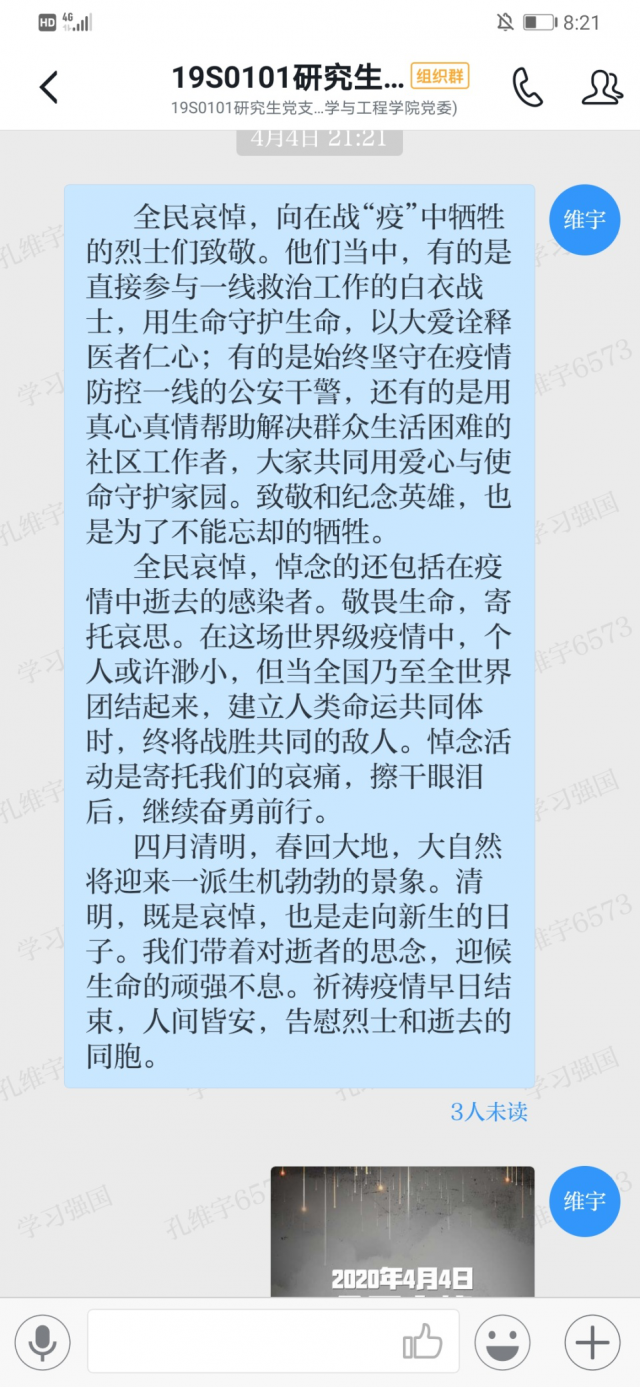 HD 4G 8:21
19S0101研究生... 组织群
19S0101研究生党支...学与工程学院党委)
4月4日 21:21
全民哀悼，向在战“疫”中牺牲
的烈士们致敬。他们当中，有的是
直接参与一线救治工作的白衣战
士，用生命守护生命，以大爱诠释
医者仁心；有的是始终坚守在疫情
防控一线的公安干警，还有的是用
真心真情帮助解决群众生活困难的
社区工作者，大家共同用爱心与使
命守护家园。致敬和纪念英雄，也
是为了不能忘却的牺牲。
全民哀悼，悼念的还包括在疫
情中逝去的感染者。敬畏生命，寄
托哀思。在这场世界级疫情中，个
人或许渺小，但当全国乃至全世界
团结起来，建立人类命运共同体
时，终将战胜共同的敌人。悼念活
动是寄托我们的哀痛，擦干眼泪
后，继续奋勇前行。
四月清明，春回大地，大自然
将迎来一派生机勃勃的景象。清
明，既是哀悼，也是走向新生的日
子。我们带着对逝者的思念，迎候
生命的顽强不息。祈祷疫情早日结
束，人间皆安，告慰烈士和逝去的
同胞。
维宇
3人未读
维宇
2020年4月4日
孔维宇6573
学习强国